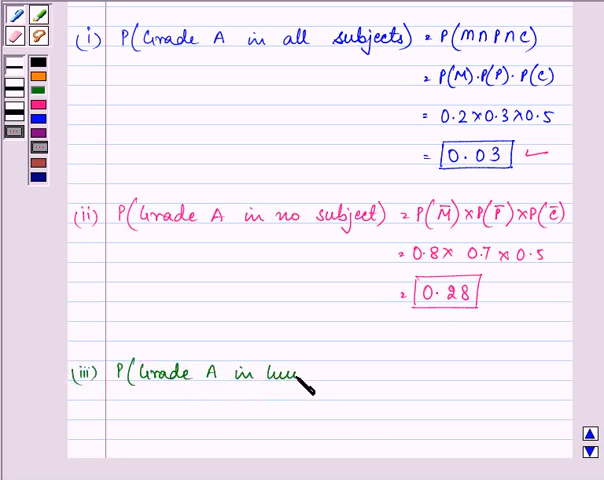 (i) P(Grade A in all subjects) = P(M∩P∩C)
= P(M).P(P).P(C)
= 0.2×0.3×0.5
= 0.03
(ii) P(Grade A in no subject) = P(M̄)×P(P̄)×P(C̄)
= 0.8× 0.7 × 0.5
= 0.28
(iii) P(Grade A in